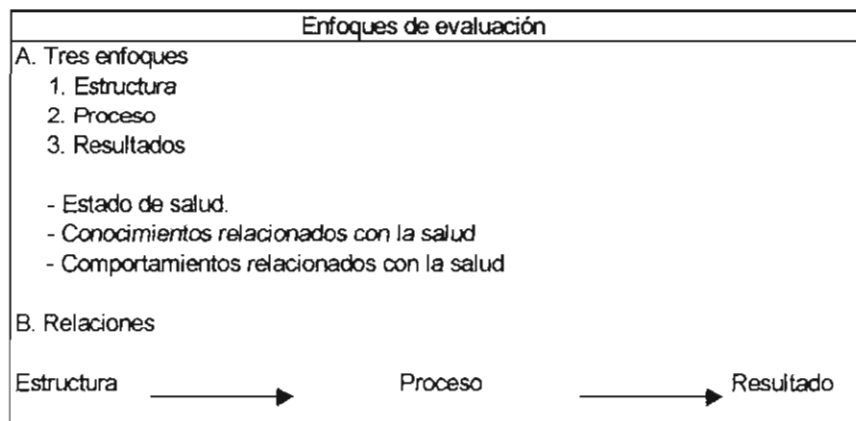 Enfoques de evaluación
A. Tres enfoques
1. Estructura
2. Proceso
3. Resultados
- Estado de salud.
- Conocimientos relacionados con la salud
- Comportamientos relacionados con la salud
B. Relaciones
Estructura Proceso Resultado